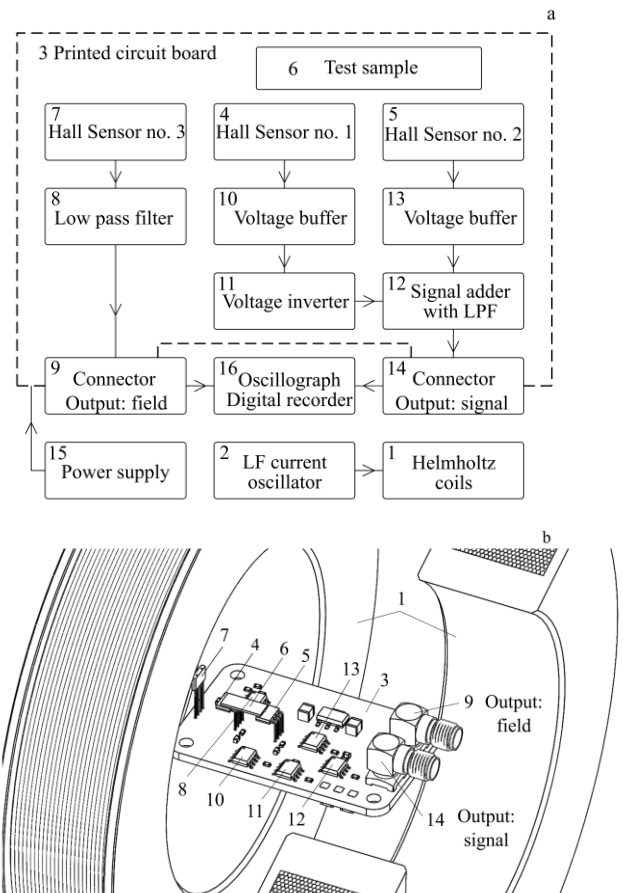 a
3 Printed circuit board
6 Test sample
7
Hall Sensor no. 3
4
Hall Sensor no. 1
5
Hall Sensor no. 2
8
Low pass filter
10
Voltage buffer
13
Voltage buffer
11
Voltage inverter
12 Signal adder
with LPF
9
Connector
Output: field
16
Oscillograph
Digital recorder
14
Connector
Output: signal
15
Power supply
2
LF current
oscillator
1
Helmholtz
coils
b
1
7
4
6
5
13
3
9 Output:
field
8
10
11
12
14 Output:
signal